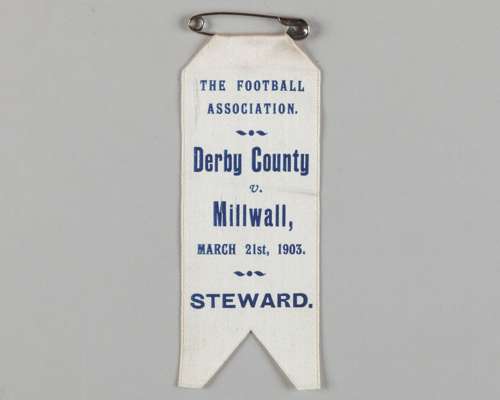 THE FOOTBALL
ASSOCIATION.
Derby County
v.
Millwall,
MARCH 21st, 1903.
STEWARD.